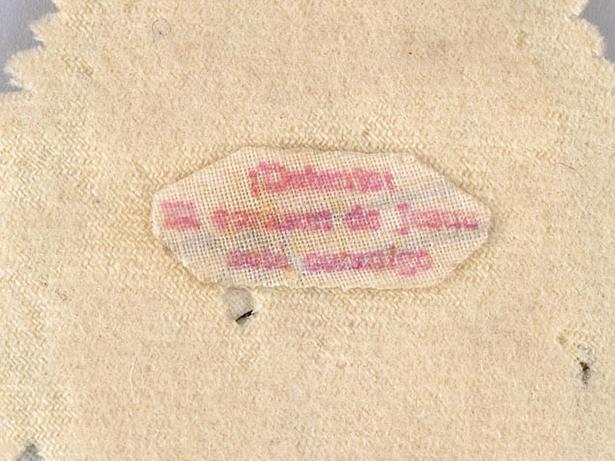 ¡Detente!
El corazon de Jesus
esta conmigo